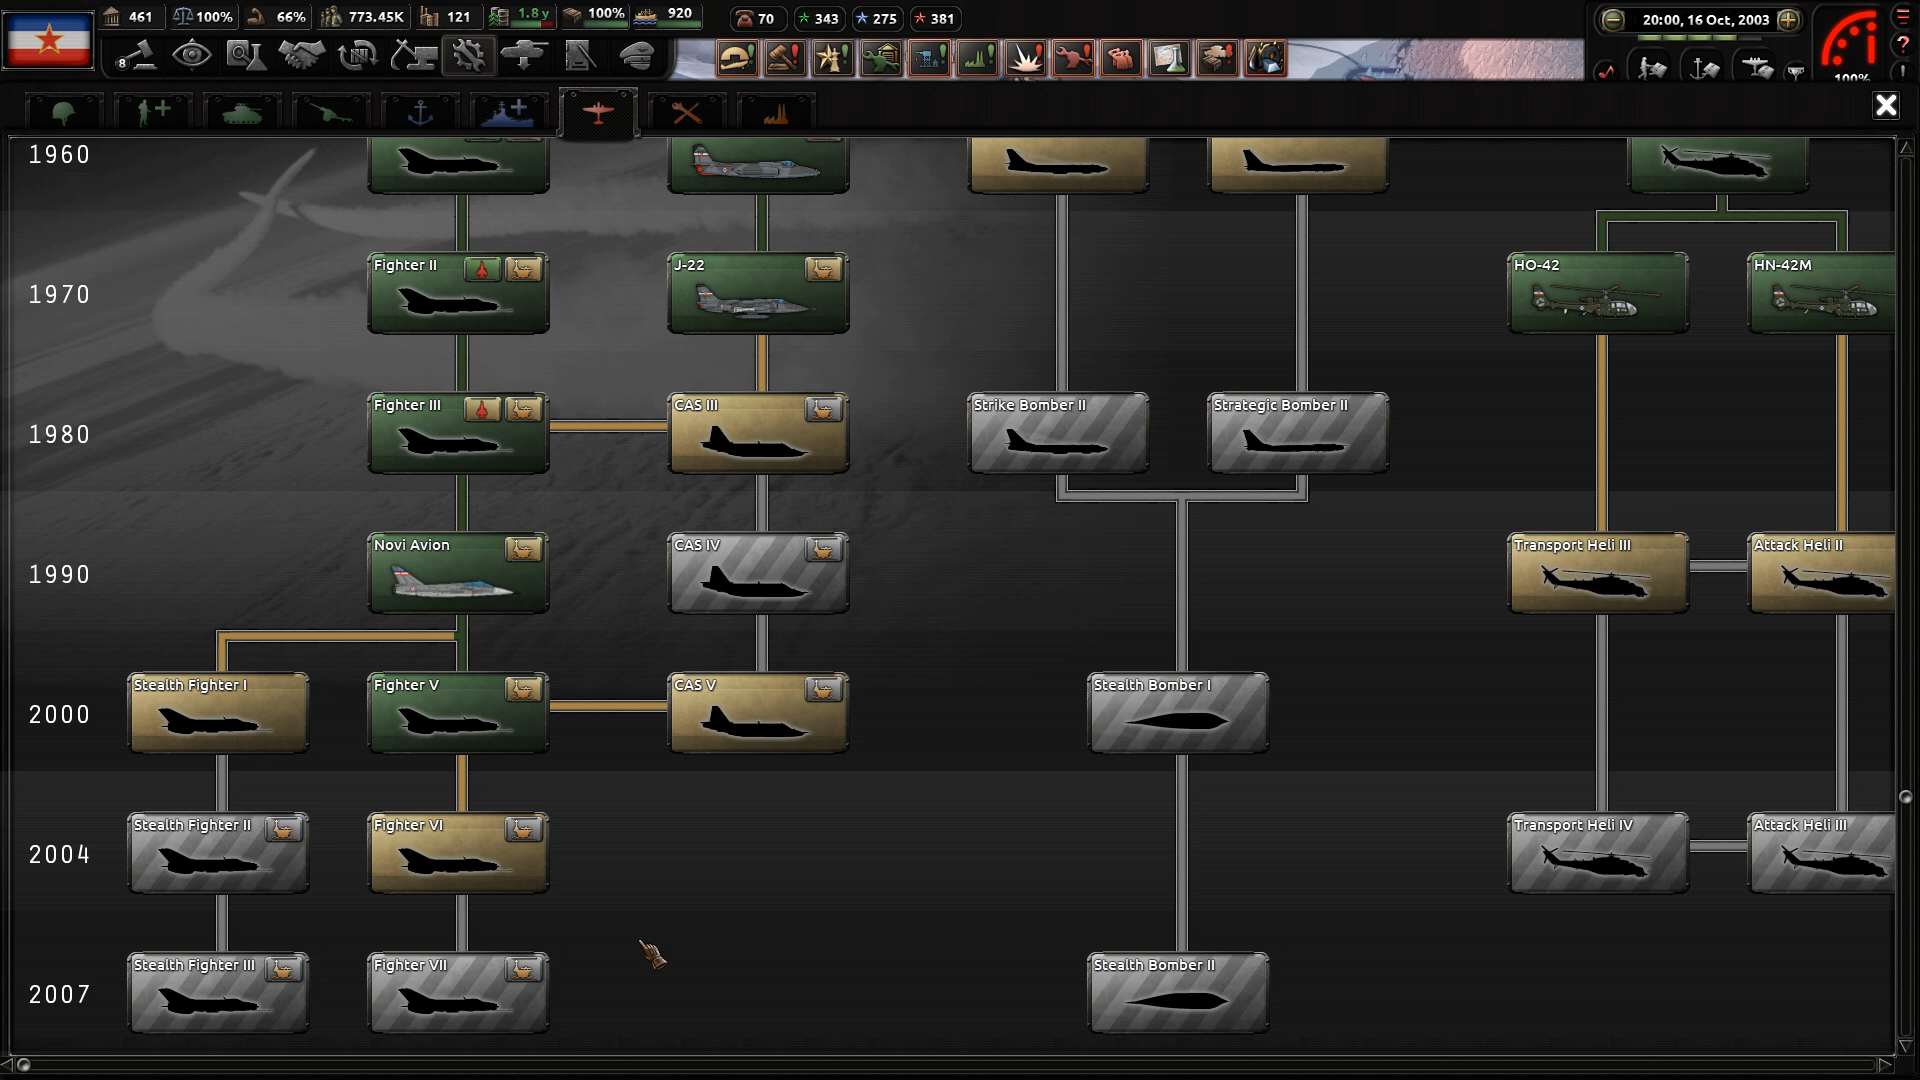 461 100% 66% 773.45K 121 1.8 y 100% 920 70 343 275 381 20:00, 16 Oct, 2003
8
100%
1960
Fighter II J-22 HO-42 HN-42M
1970
Fighter III CAS III Strike Bomber II Strategic Bomber II
1980
Novi Avion CAS IV Transport Heli III Attack Heli II
1990
Stealth Fighter I Fighter V CAS V Stealth Bomber I
2000
Stealth Fighter II Fighter VI Transport Heli IV Attack Heli III
2004
Stealth Fighter III Fighter VII Stealth Bomber II
2007